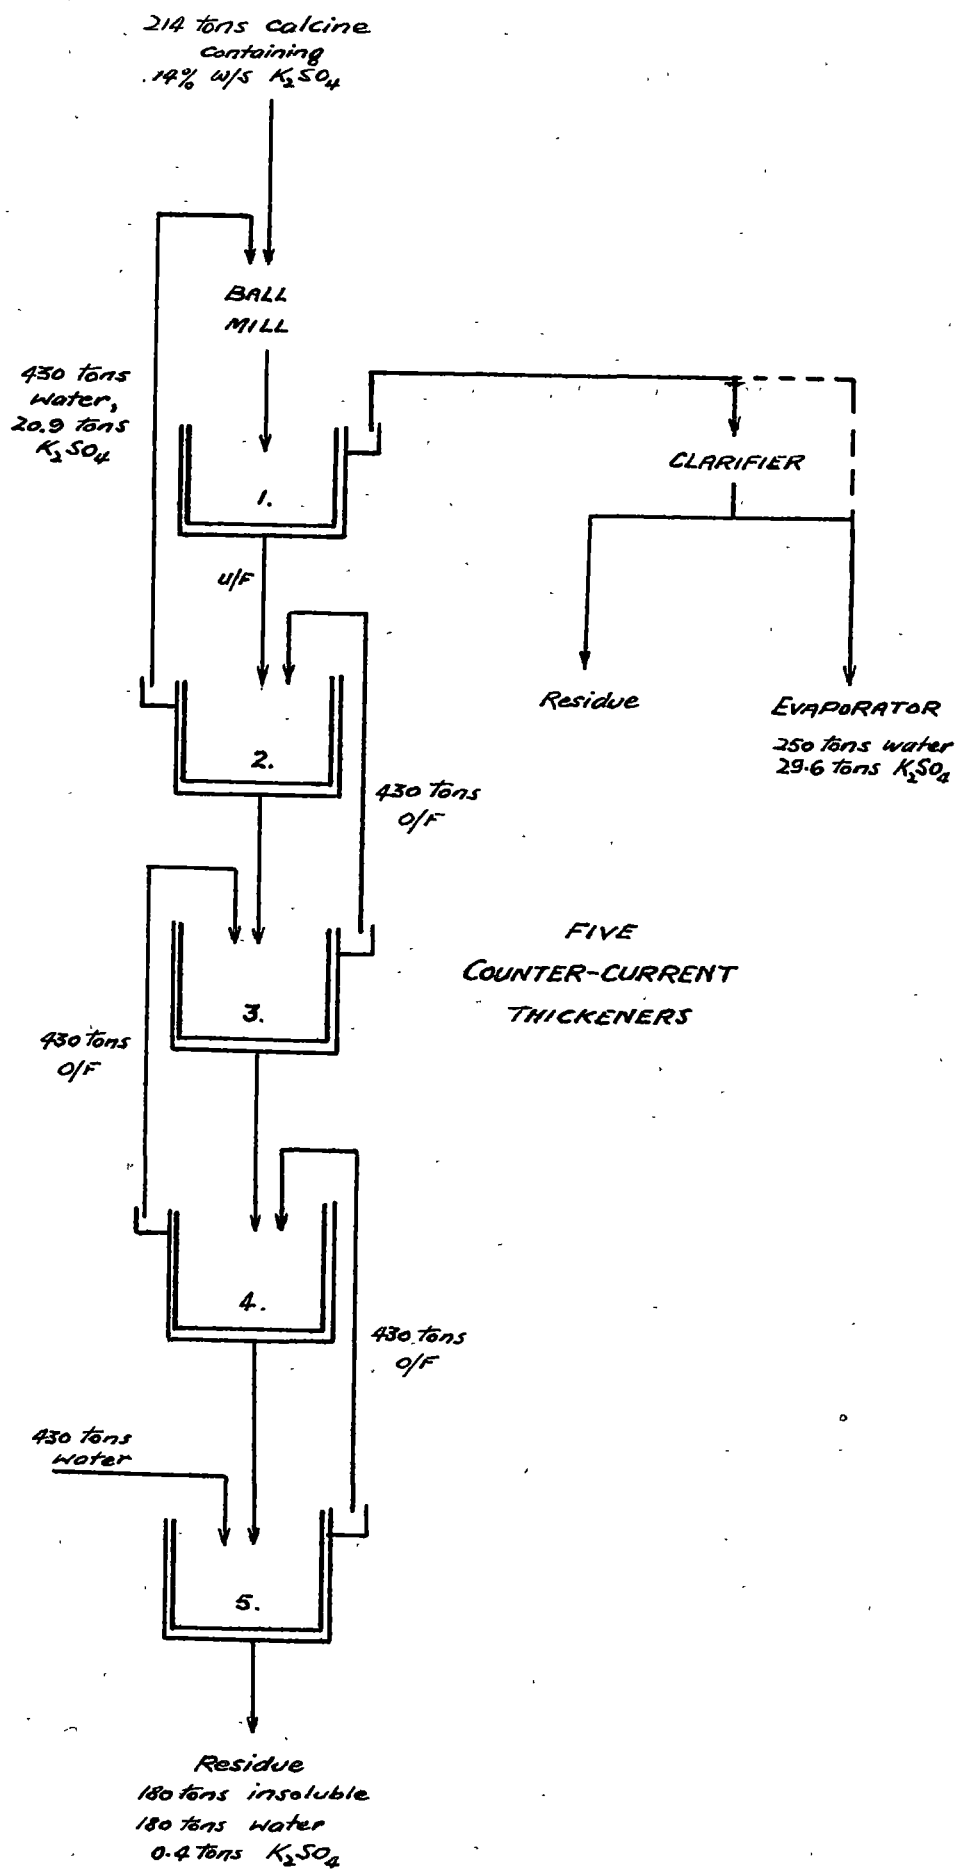 214 tons calcine
containing
14% w/s K₂SO₄
BALL
MILL
430 tons
water,
20.9 tons
K₂SO₄
1.
CLARIFIER
U/F
Residue
EVAPORATOR
250 tons water
29.6 tons K₂SO₄
2.
430 tons
O/F
FIVE
COUNTER-CURRENT
THICKENERS
3.
430 tons
O/F
4.
430 tons
O/F
430 tons
water
5.
Residue
180 tons insoluble
180 tons water
0.4 tons K₂SO₄